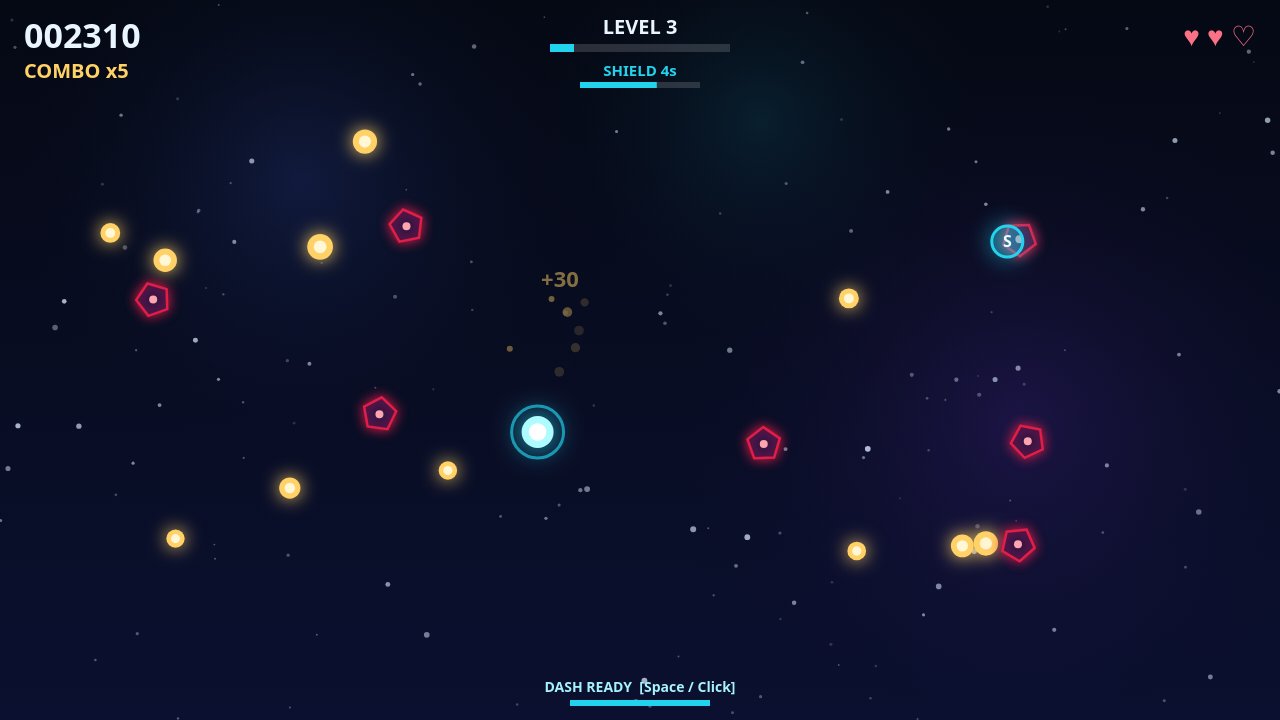 002310
COMBO x5
LEVEL 3
SHIELD 4s
♥ ♥ ♡
+30
S
DASH READY [Space / Click]